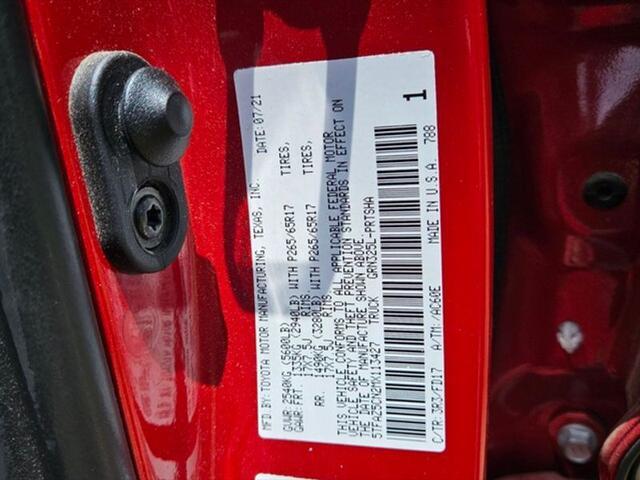 MFD.BY: TOYOTA MOTOR MANUFACTURING, TEXAS, INC. DATE: 07/21
GVWR: 2540KG (5600LB)
GAWR: FRT. 1335KG (2940LB) WITH P265/65R17 TIRES,
17X7.5J RIMS
RR. 1490KG (3280LB) WITH P265/65R17 TIRES,
17X7.5J RIMS
THIS VEHICLE CONFORMS TO ALL APPLICABLE FEDERAL MOTOR
VEHICLE SAFETY AND THEFT PREVENTION STANDARDS IN EFFECT ON
THE DATE OF MANUFACTURE SHOWN ABOVE.
TRUCK GRN325L-PRTSHA
C/TR: 3R3/FD17 A/TM: /AC60E MADE IN U.S.A. 788
1